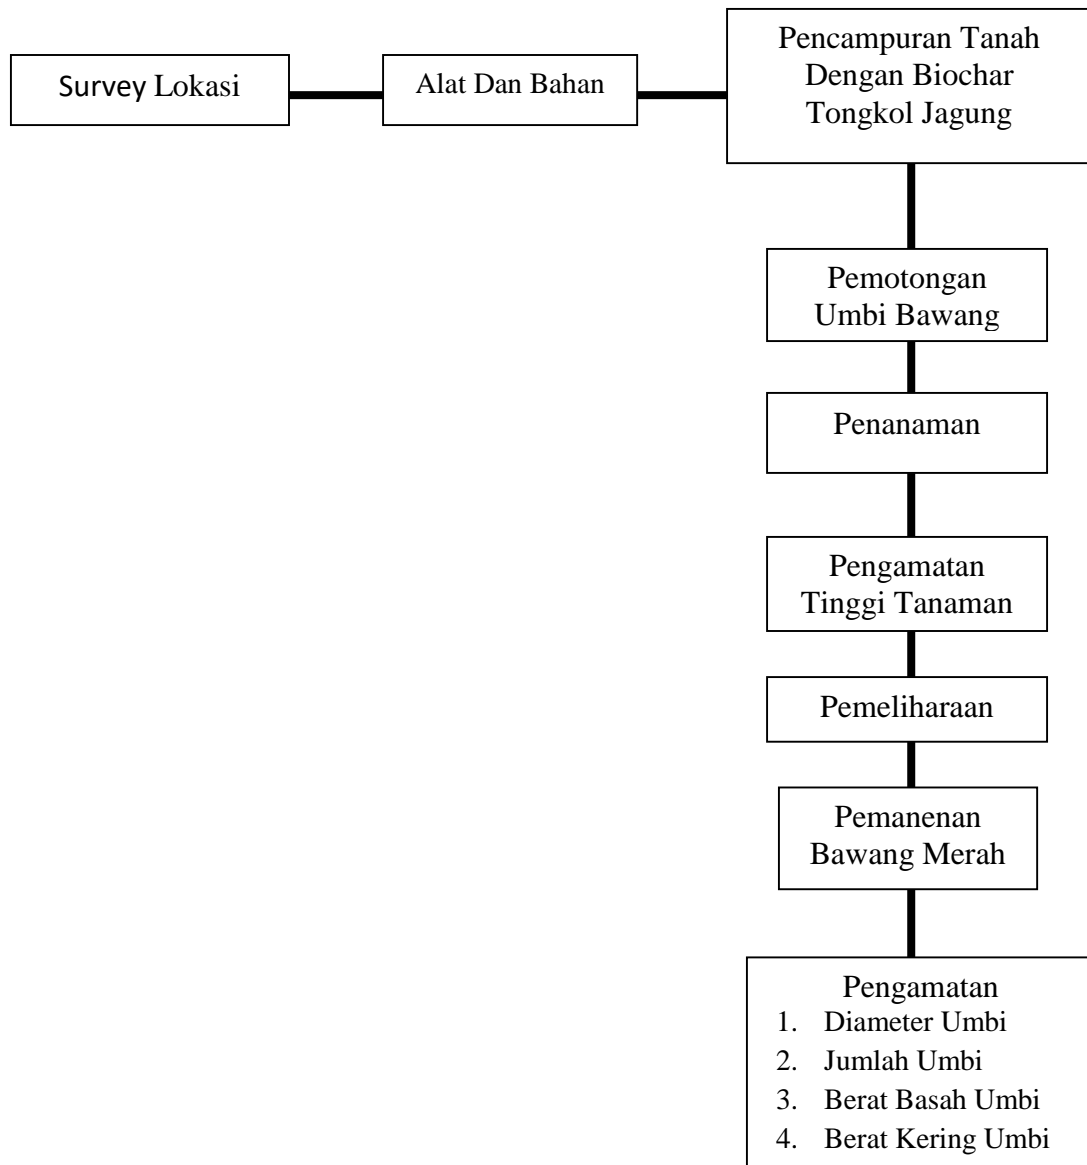 Survey Lokasi
Alat Dan Bahan
Pencampuran Tanah
Dengan Biochar
Tongkol Jagung
Pemotongan
Umbi Bawang
Penanaman
Pengamatan
Tinggi Tanaman
Pemeliharaan
Pemanenan
Bawang Merah
Pengamatan
1. Diameter Umbi
2. Jumlah Umbi
3. Berat Basah Umbi
4. Berat Kering Umbi